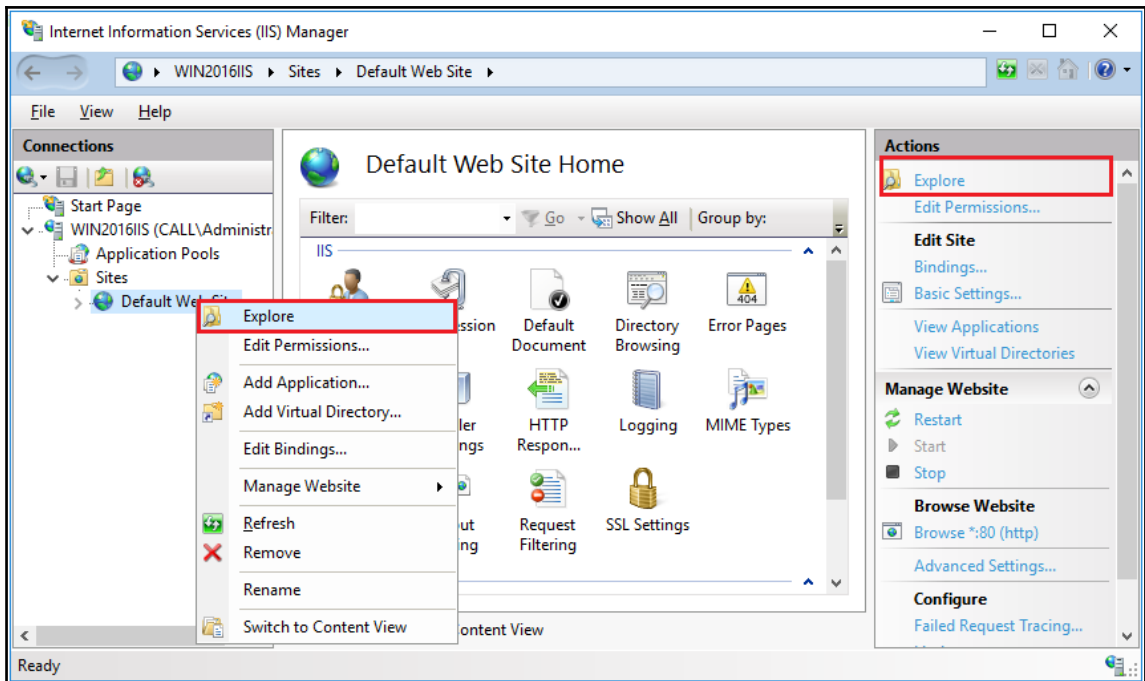 Internet Information Services (IIS) Manager
WIN2016IIS Sites Default Web Site
File View Help
Connections
Start Page
WIN2016IIS (CALL\Administr
Application Pools
Sites
Default Web
Explore
Edit Permissions...
Add Application...
Add Virtual Directory...
Edit Bindings...
Manage Website
Refresh
Remove
Rename
Switch to Content View
Default Web Site Home
Filter: Go Show All Group by:
IIS
ssion
Default
Document
Directory
Browsing
Error Pages
404
ler
ngs
HTTP
Respon...
Logging
MIME Types
ut
ng
Request
Filtering
SSL Settings
ontent View
Actions
Explore
Edit Permissions...
Edit Site
Bindings...
Basic Settings...
View Applications
View Virtual Directories
Manage Website
Restart
Start
Stop
Browse Website
Browse *:80 (http)
Advanced Settings...
Configure
Failed Request Tracing...
Ready